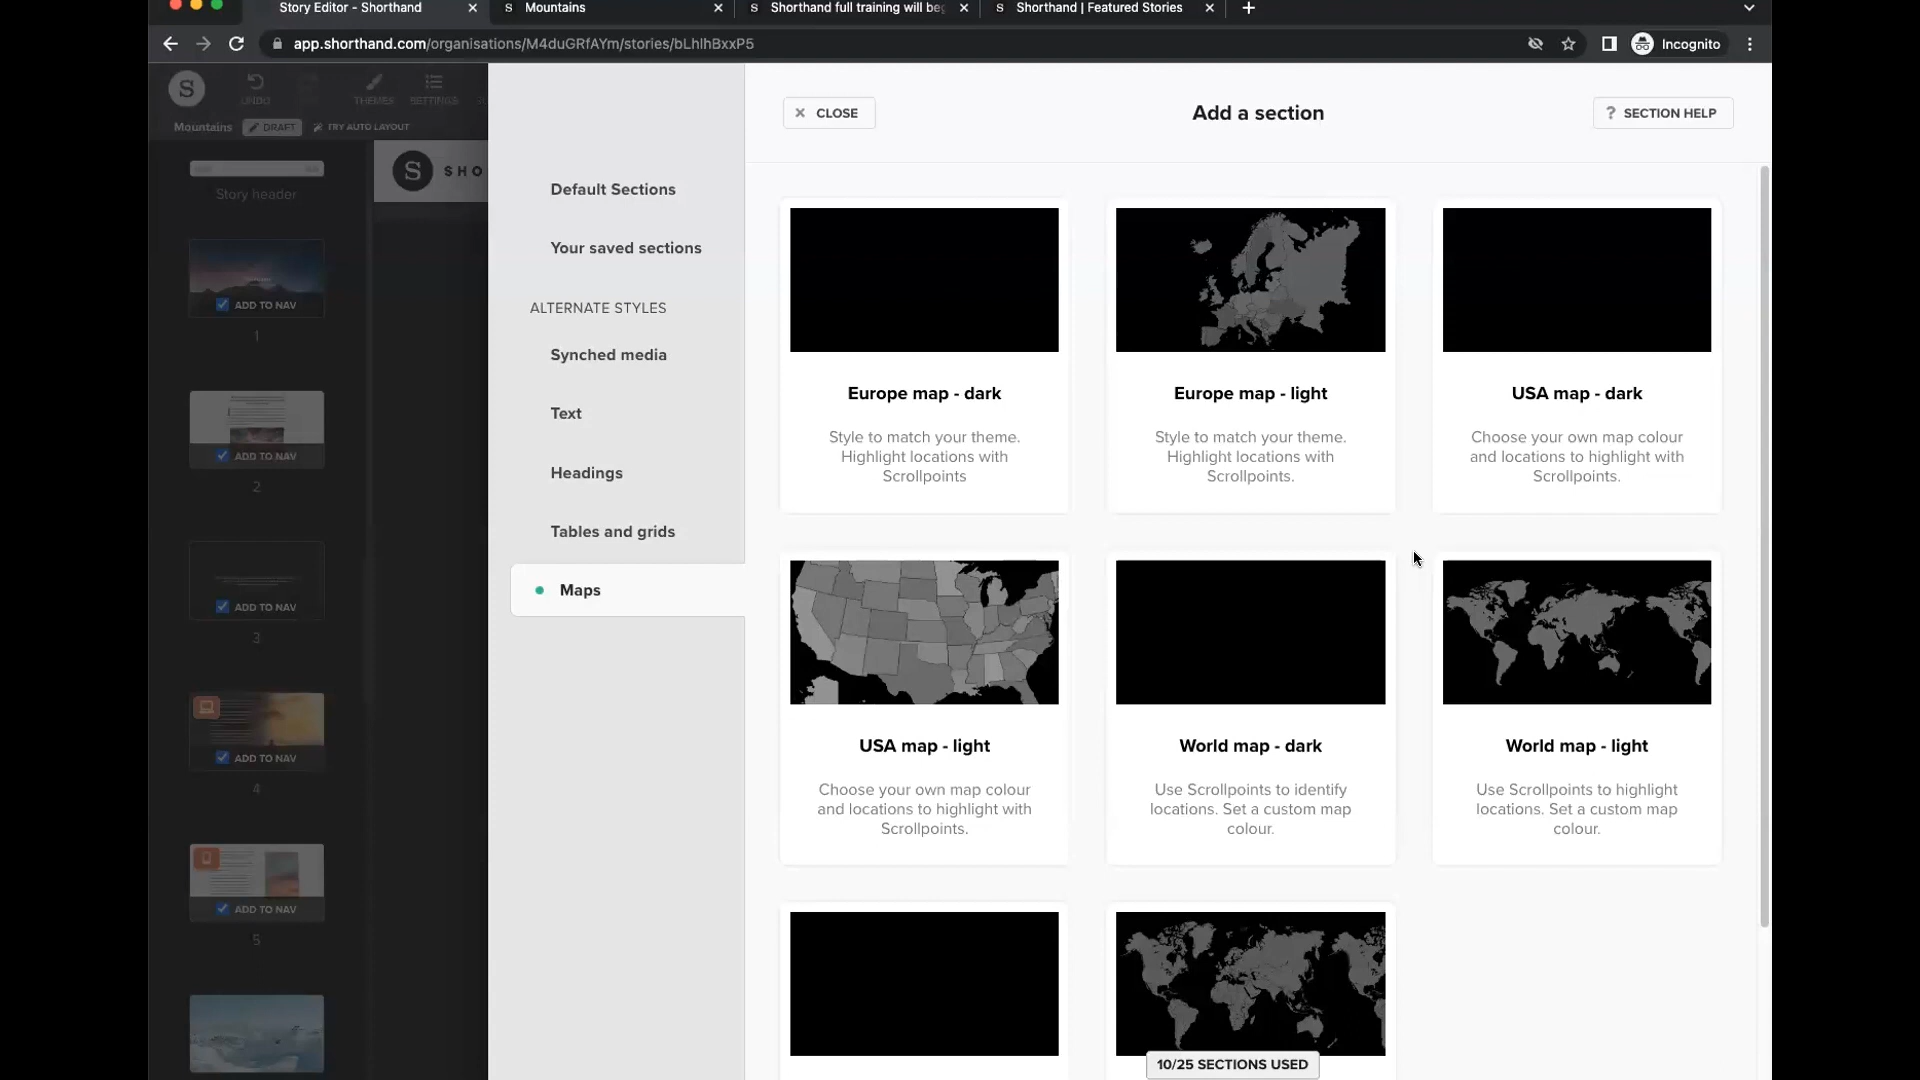 Story Editor - Shorthand
Mountains
Shorthand full training will be
Shorthand | Featured Stories
app.shorthand.com/organisations/M4duGRfAYm/stories/bLhlhBxxP5
Incognito
S
UNDO
THEMES
SETTINGS
Mountains
DRAFT
TRY AUTO LAYOUT
S SHO
Story header
ADD TO NAV
1
ADD TO NAV
2
ADD TO NAV
3
ADD TO NAV
4
ADD TO NAV
5
Default Sections
Your saved sections
ALTERNATE STYLES
Synched media
Text
Headings
Tables and grids
Maps
× CLOSE
Add a section
? SECTION HELP
Europe map - dark
Style to match your theme.
Highlight locations with
Scrollpoints
Europe map - light
Style to match your theme.
Highlight locations with
Scrollpoints.
USA map - dark
Choose your own map colour
and locations to highlight with
Scrollpoints.
USA map - light
Choose your own map colour
and locations to highlight with
Scrollpoints.
World map - dark
Use Scrollpoints to identify
locations. Set a custom map
colour.
World map - light
Use Scrollpoints to highlight
locations. Set a custom map
colour.
10/25 SECTIONS USED